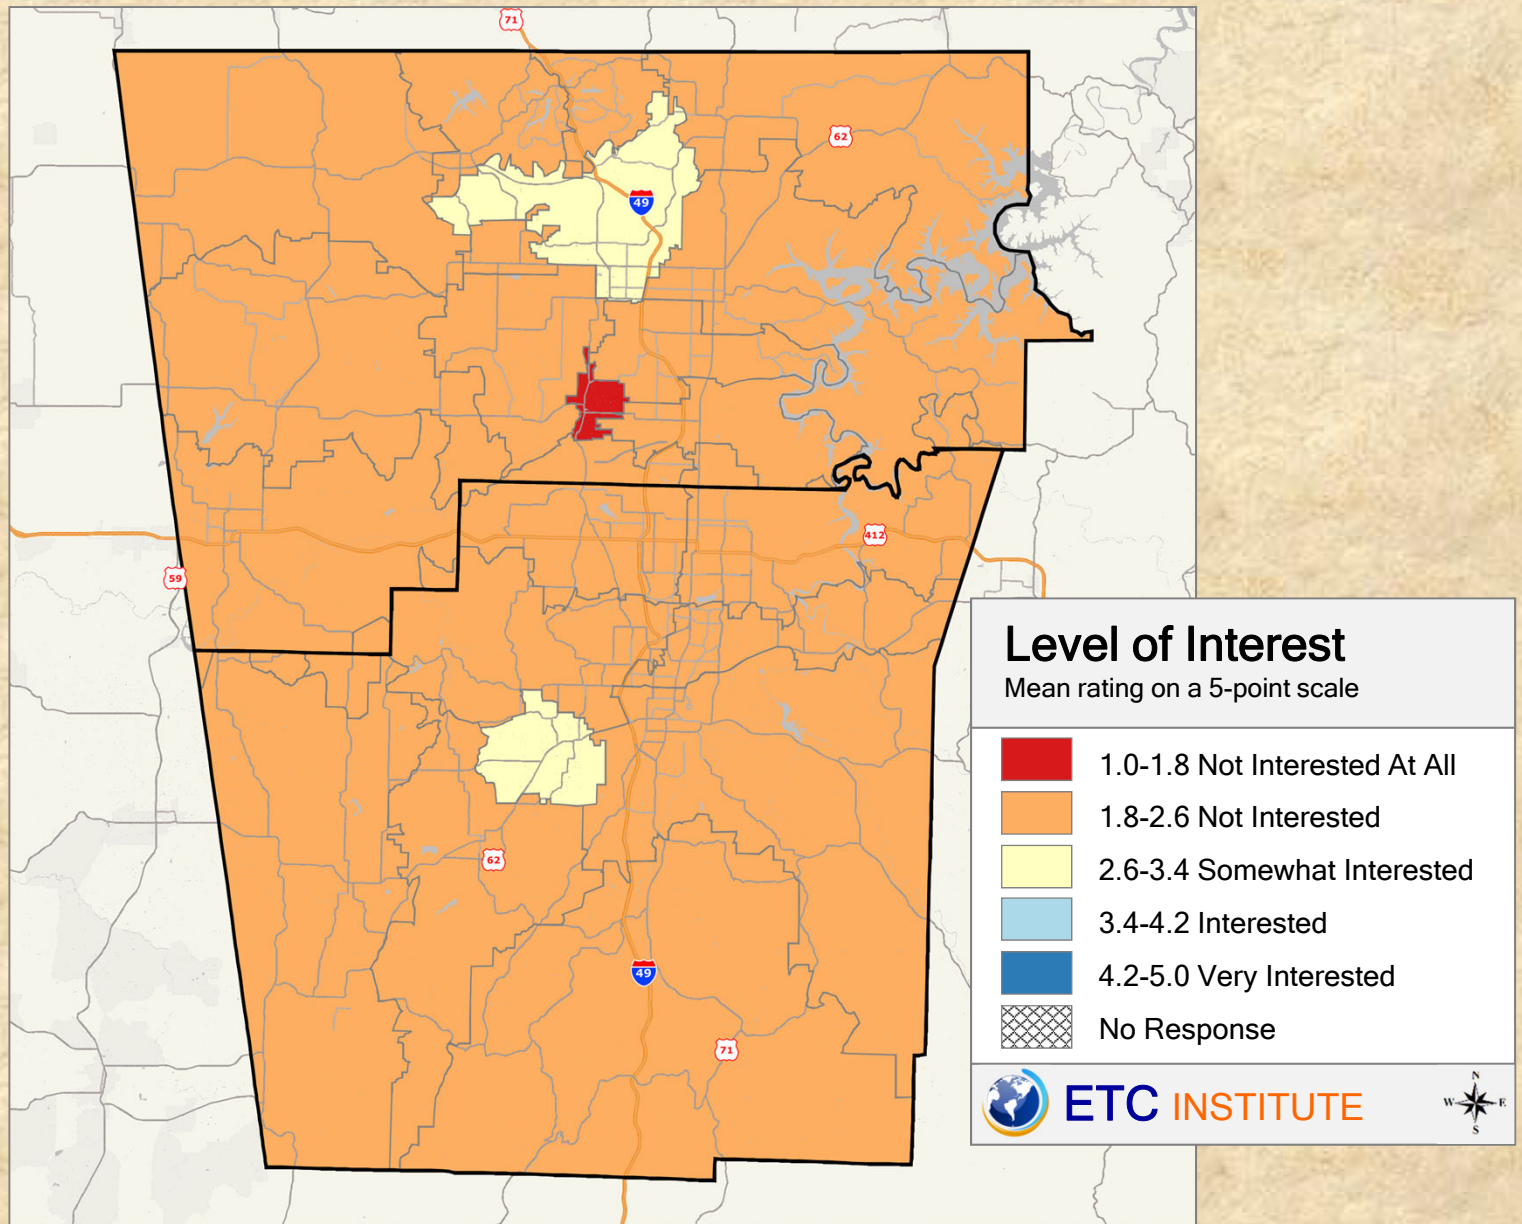 71
62
49
412
59
62
49
71
Level of Interest
Mean rating on a 5-point scale
1.0-1.8 Not Interested At All
1.8-2.6 Not Interested
2.6-3.4 Somewhat Interested
3.4-4.2 Interested
4.2-5.0 Very Interested
No Response
ETC INSTITUTE
N
W E
S